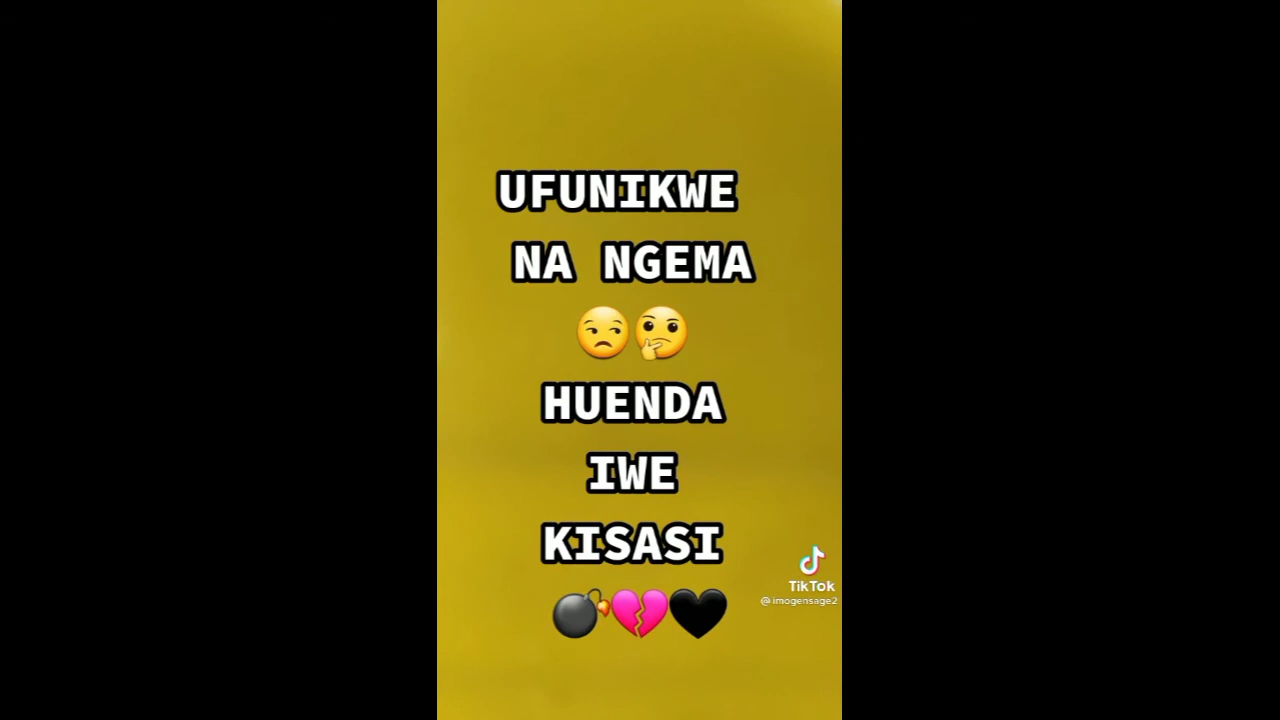 UFUNIKWE
NA NGEMA
😒🤔
HUENDA
IWE
KISASI
💣💔🖤
TikTok
@imogensage2